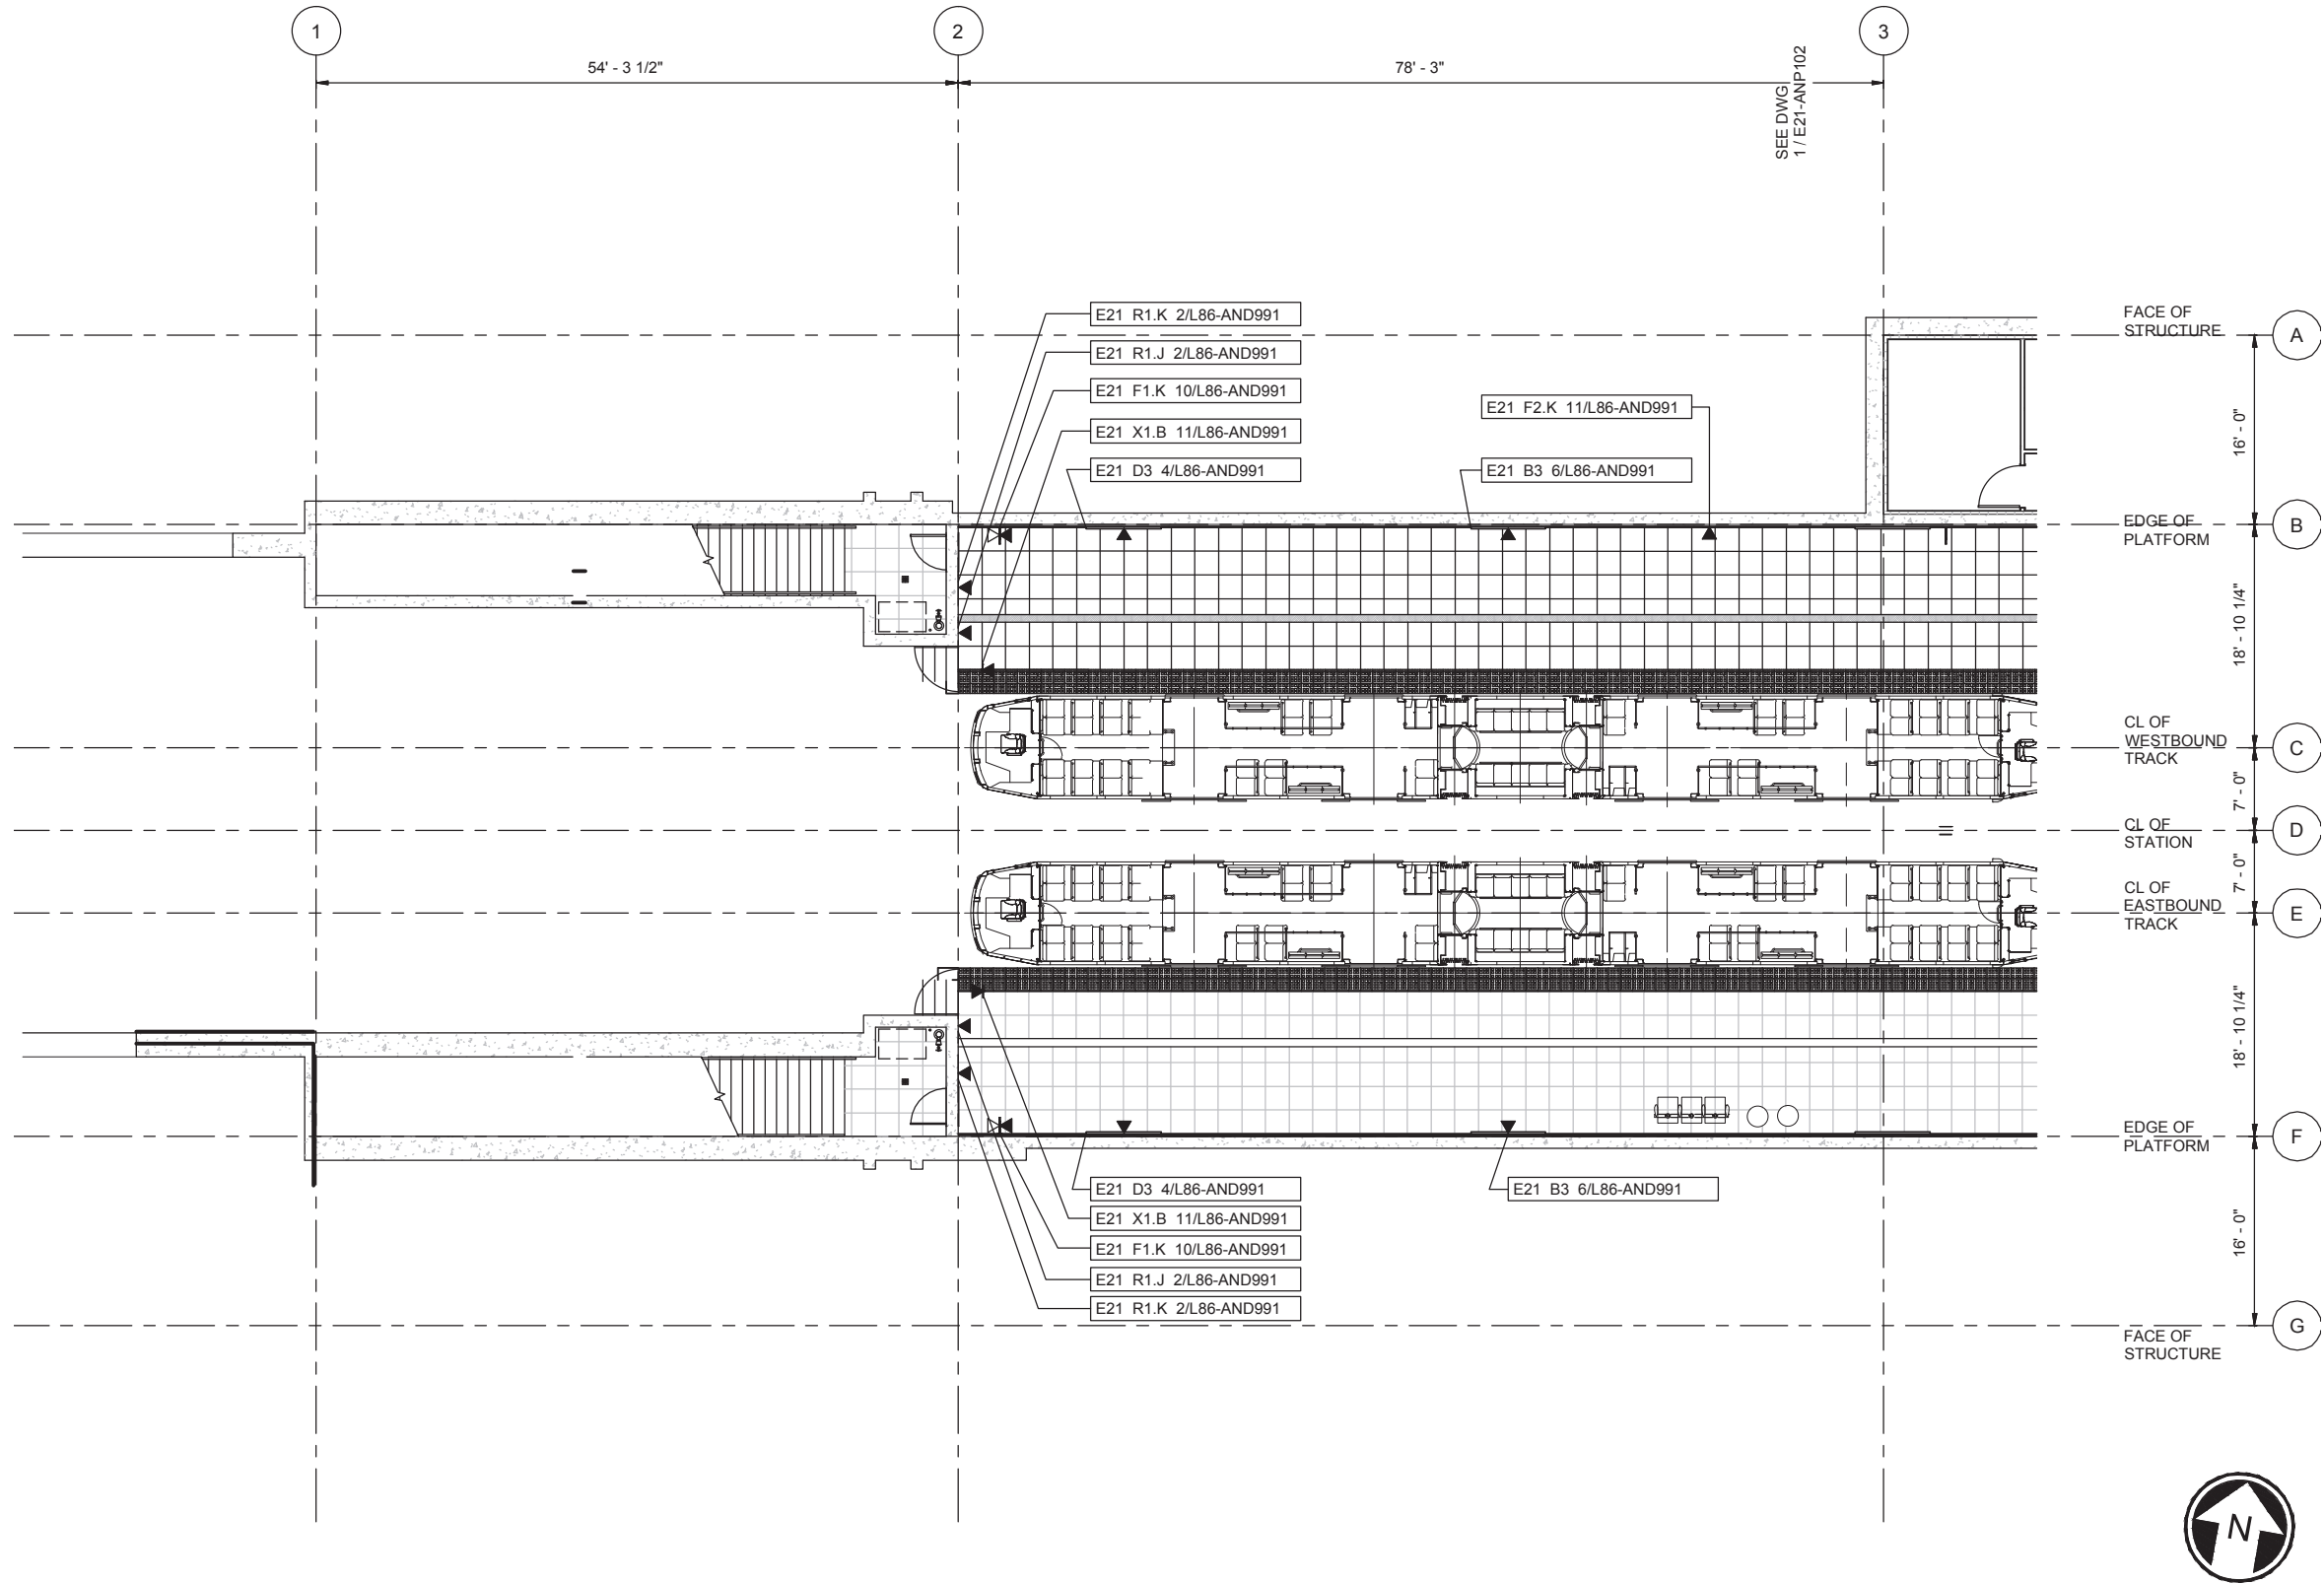 1
2
3
54' - 3 1/2"
78' - 3"
SEE DWG
1 / E21-ANP102
E21 R1.K 2/L86-AND991
E21 R1.J 2/L86-AND991
E21 F1.K 10/L86-AND991
E21 X1.B 11/L86-AND991
E21 D3 4/L86-AND991
E21 F2.K 11/L86-AND991
E21 B3 6/L86-AND991
FACE OF
STRUCTURE
A
16' - 0"
EDGE OF
PLATFORM
B
18' - 10 1/4"
CL OF
WESTBOUND
TRACK
C
7' - 0"
CL OF
STATION
D
7' - 0"
CL OF
EASTBOUND
TRACK
E
18' - 10 1/4"
EDGE OF
PLATFORM
F
16' - 0"
E21 D3 4/L86-AND991
E21 X1.B 11/L86-AND991
E21 F1.K 10/L86-AND991
E21 R1.J 2/L86-AND991
E21 R1.K 2/L86-AND991
E21 B3 6/L86-AND991
FACE OF
STRUCTURE
G
N